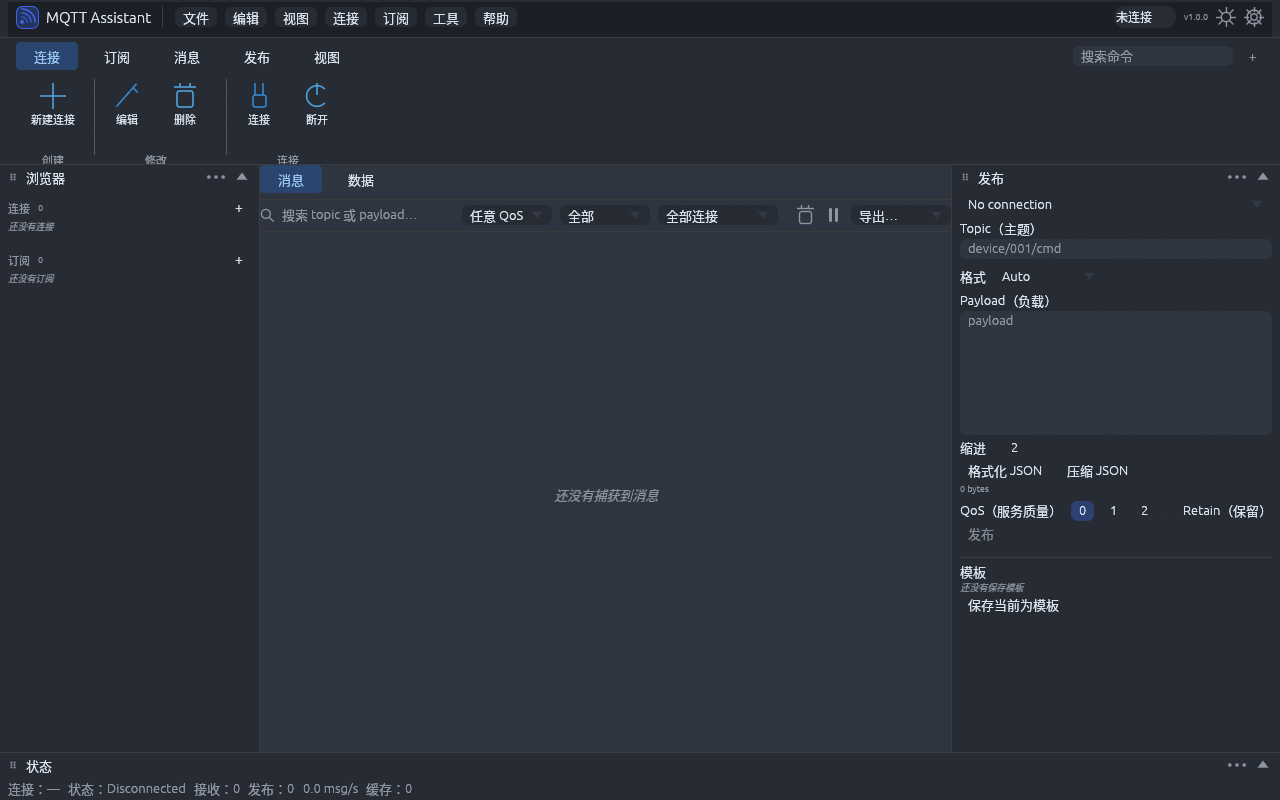 MQTT Assistant 文件 编辑 视图 连接 订阅 工具 帮助 未连接 v1.0.0
连接 订阅 消息 发布 视图 搜索命令 +
新建连接 编辑 删除 连接 断开
创建 修改 连接
浏览器 消息 数据 发布
连接 0 + 搜索 topic 或 payload... 任意 QoS 全部 全部连接 导出... No connection
还没有连接 Topic（主题）
device/001/cmd
订阅 0 +
还没有订阅 格式 Auto
Payload（负载）
payload
缩进 2
格式化 JSON 压缩 JSON
0 bytes
还没有捕获到消息
QoS（服务质量） 0 1 2 Retain（保留）
发布
模板
还没有保存模板
保存当前为模板
状态
连接：— 状态：Disconnected 接收：0 发布：0 0.0 msg/s 缓存：0